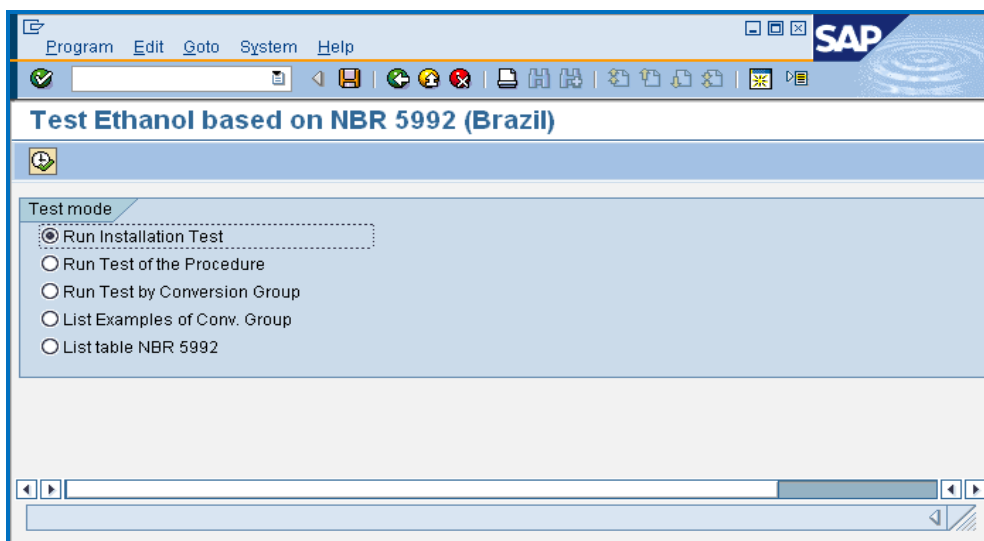 Program Edit Goto System Help
SAP
Test Ethanol based on NBR 5992 (Brazil)
Test mode
Run Installation Test
Run Test of the Procedure
Run Test by Conversion Group
List Examples of Conv. Group
List table NBR 5992